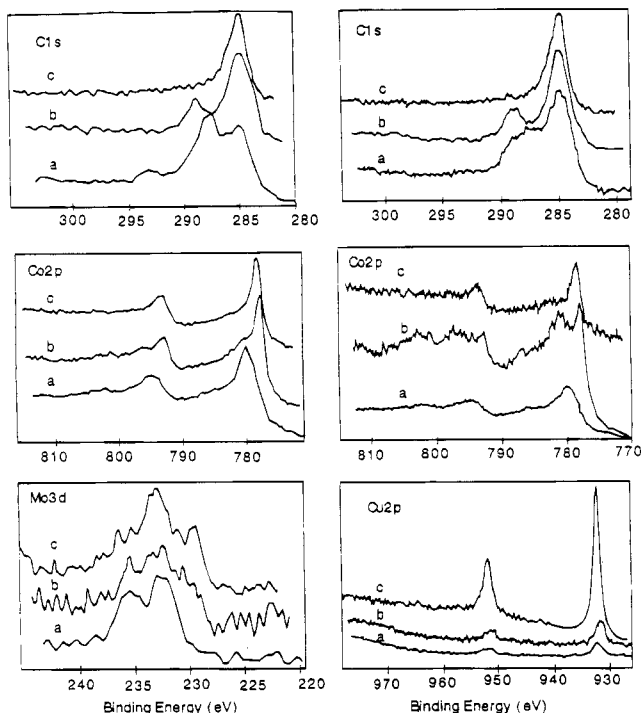 C1s
c
b
a
300 295 290 285 280
C1s
c
b
a
300 295 290 285 280
Co2p
c
b
a
810 800 790 780
Co2p
c
b
a
810 800 790 780 770
Mo3d
c
b
a
240 235 230 225 220
Binding Energy (eV)
Cu2p
c
b
a
970 960 950 940 930
Binding Energy (eV)